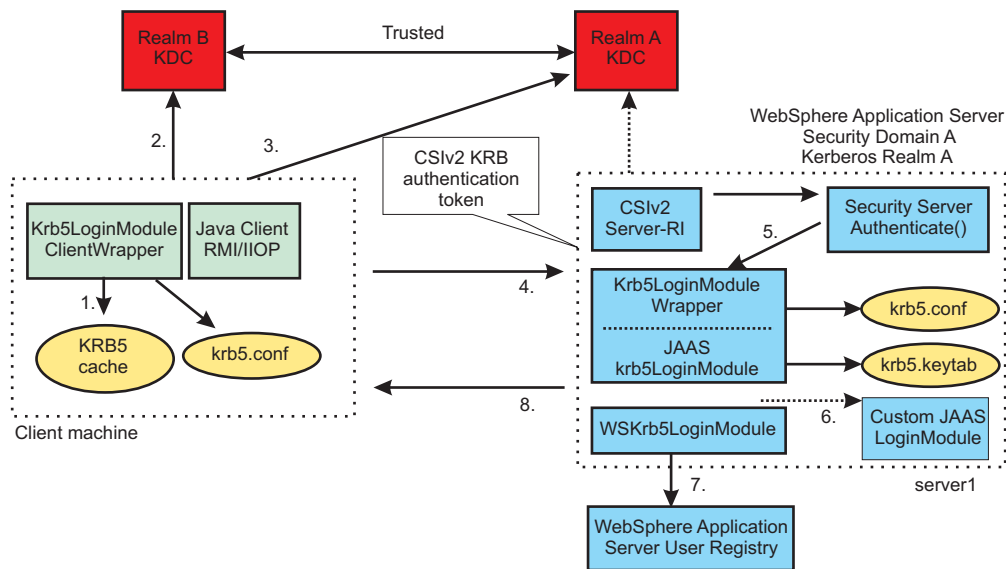 Realm B
KDC
Trusted
Realm A
KDC
2.
3.
WebSphere Application Server
Security Domain A
Kerberos Realm A
CSIv2 KRB
authentication
token
Krb5LoginModule
ClientWrapper
Java Client
RMI/IIOP
CSIv2
Server-RI
Security Server
Authenticate()
5.
1.
4.
Krb5LoginModule
Wrapper
krb5.conf
KRB5
cache
krb5.conf
JAAS
krb5LoginModule
krb5.keytab
8.
6.
Client machine
WSKrb5LoginModule
Custom JAAS
LoginModule
7.
server1
WebSphere Application
Server User Registry